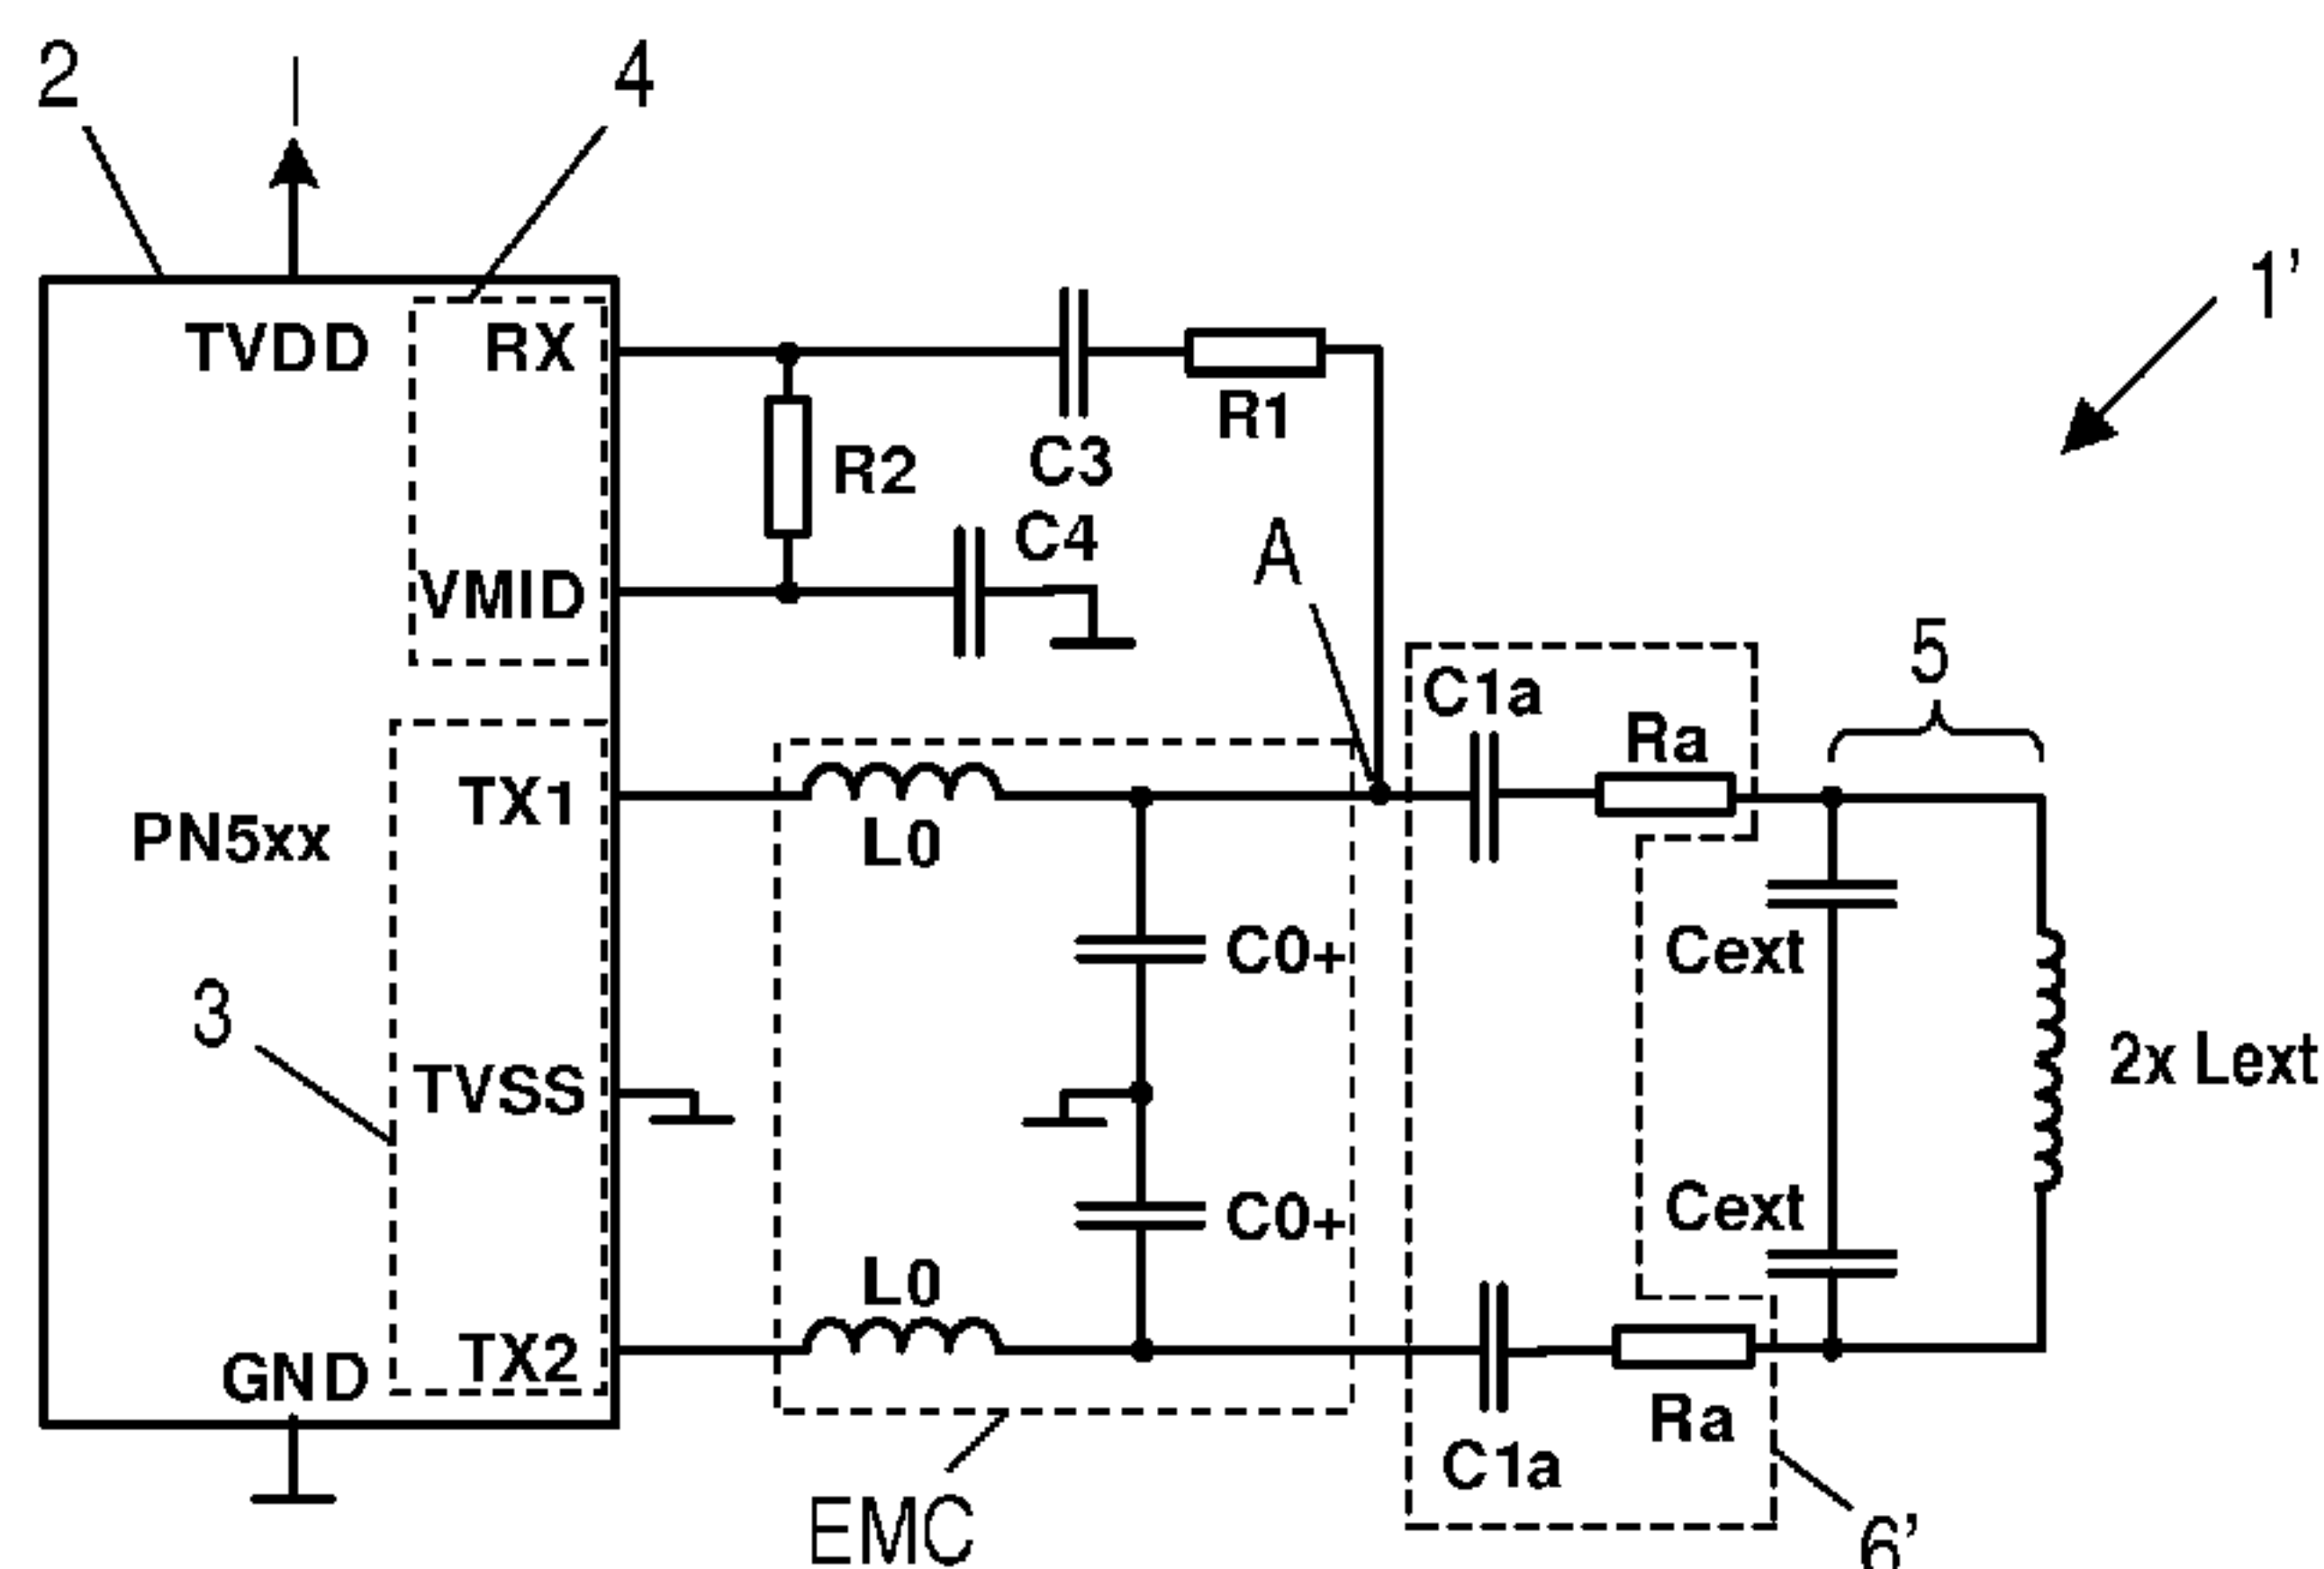 2
I
4
1’
TVDD
RX
R1
C3
R2
C4
A
VMID
5
C1a
Ra
TX1
PN5xx
L0
C0+
Cext
3
2x Lext
TVSS
Cext
C0+
L0
TX2
GND
Ra
C1a
EMC
6’